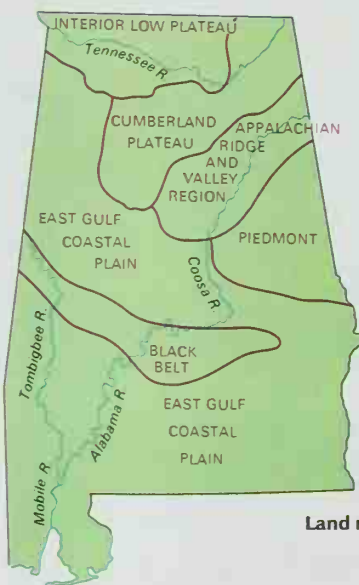 INTERIOR LOW PLATEAU
Tennessee R.
CUMBERLAND
PLATEAU
APPALACHIAN
RIDGE
AND
VALLEY
REGION
EAST GULF
COASTAL
PLAIN
PIEDMONT
Coosa R.
BLACK
BELT
Tombigbee R.
Alabama R.
EAST GULF
COASTAL
PLAIN
Mobile R.
Land